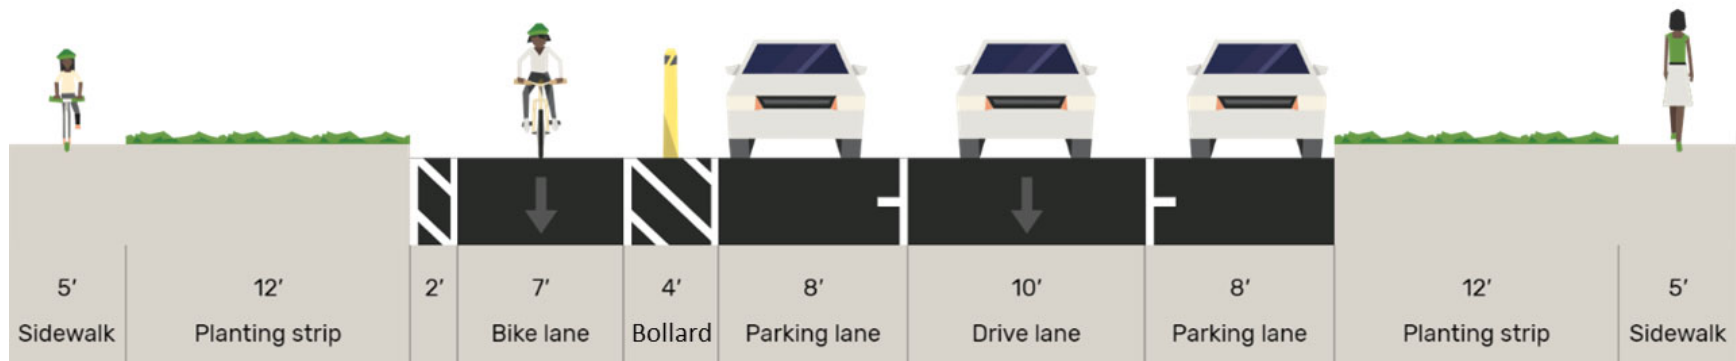 5′ 12′ 2′ 7′ 4′ 8′ 10′ 8′ 12′ 5′
Sidewalk Planting strip Bike lane Bollard Parking lane Drive lane Parking lane Planting strip Sidewalk